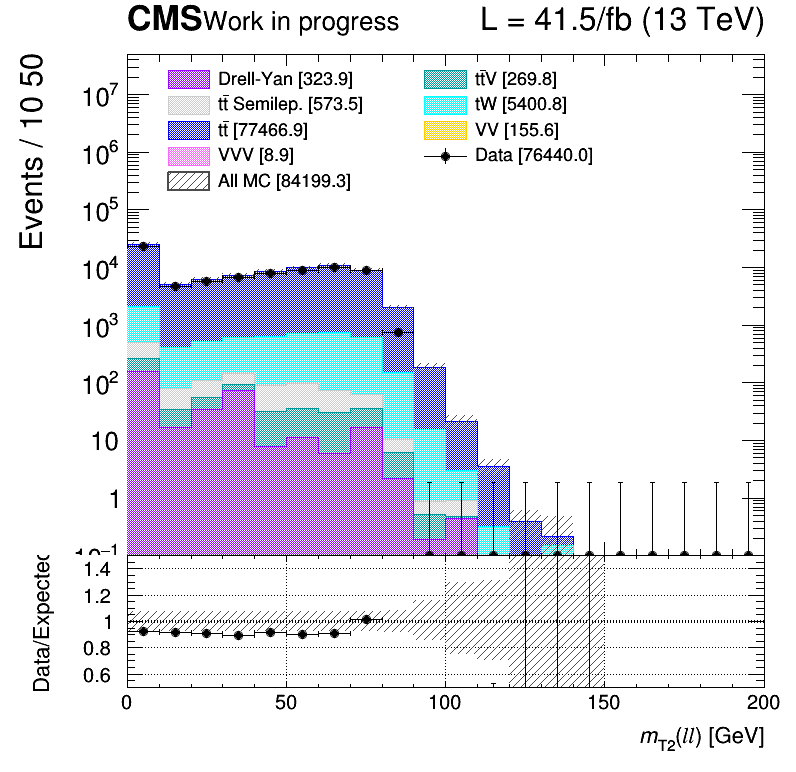 CMS Work in progress L = 41.5/fb (13 TeV)
Events / 10 50
Drell-Yan [323.9]
tt̄ Semilep. [573.5]
tt̄ [77466.9]
VVV [8.9]
All MC [84199.3]
tt̄V [269.8]
tW [5400.8]
VV [155.6]
Data [76440.0]
10⁷
10⁶
10⁵
10⁴
10³
10²
10
1
10⁻¹
Data/Expected
1.4
1.2
1
0.8
0.6
0 50 100 150 200
m_T2(ll) [GeV]